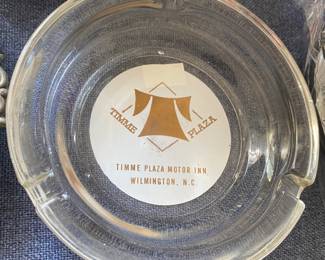 TIMME PLAZA
TIMME PLAZA MOTOR INN
WILMINGTON, N.C.